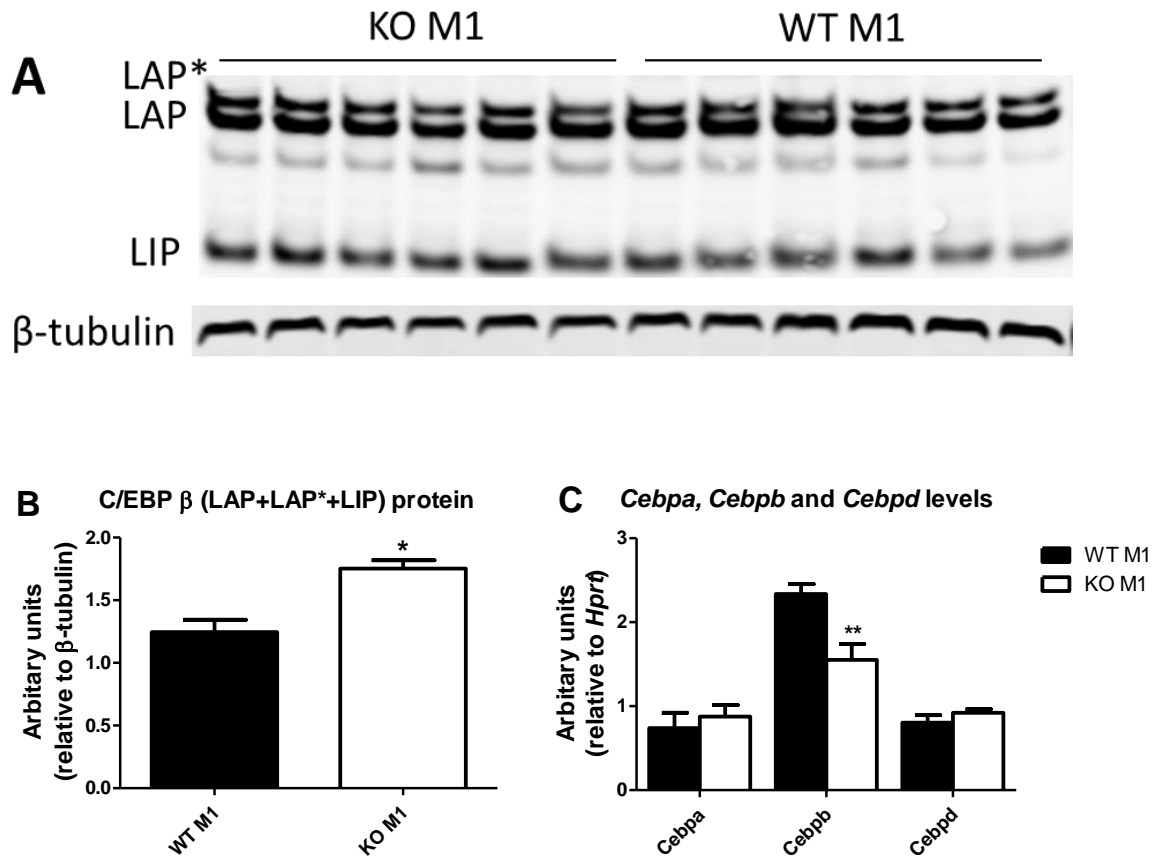 KO M1
WT M1
A
LAP*
LAP
LIP
β-tubulin
B
C/EBP β (LAP+LAP*+LIP) protein
Arbitary units
(relative to β-tubulin)
2.0
1.5
1.0
0.5
0.0
*
WT M1
KO M1
C
Cebpa, Cebpb and Cebpd levels
Arbitary units
(relative to Hprt)
3
2
1
0
**
Cebpa
Cebpb
Cebpd
WT M1
KO M1